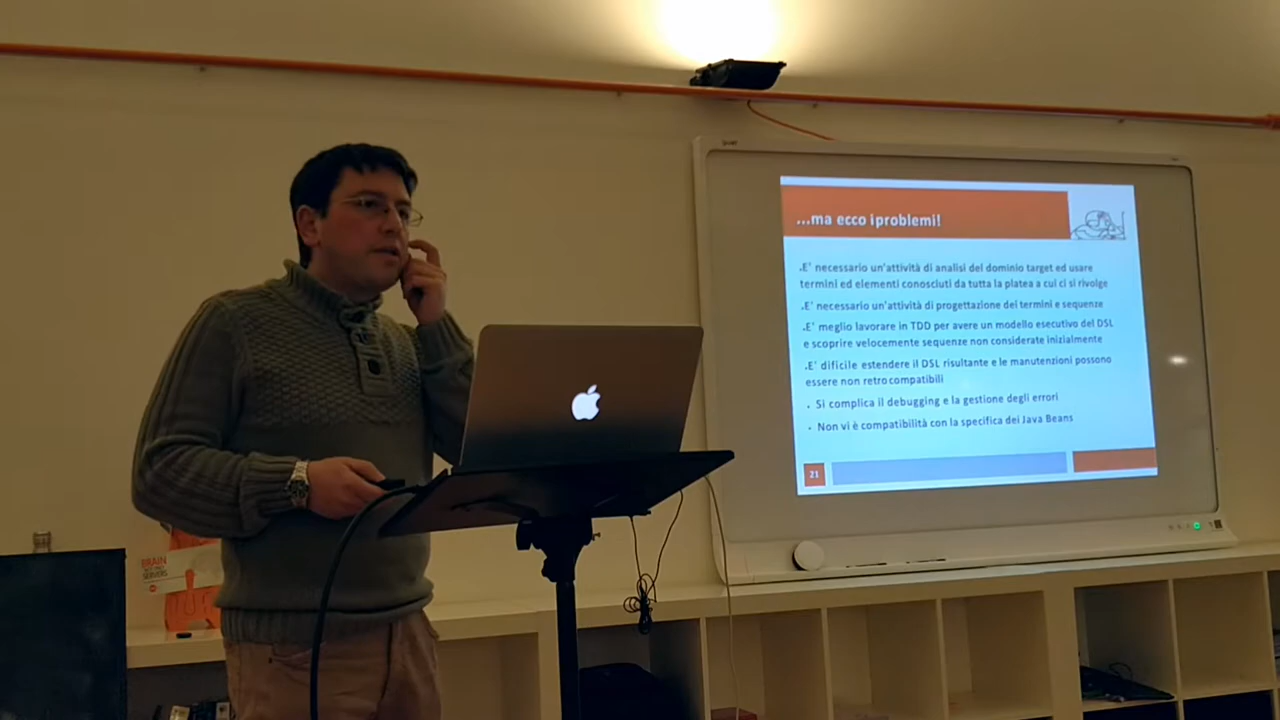 ...ma ecco i problemi!
.E' necessario un'attività di analisi del dominio target ed usare
termini ed elementi conosciuti da tutta la platea a cui ci si rivolge
.E' necessario un'attività di progettazione dei termini e sequenze
.E' meglio lavorare in TDD per avere un modello esecutivo del DSL
e scoprire velocemente sequenze non considerate inizialmente
.E' dificile estendere il DSL risultante e le manutenzioni possono
essere non retrocompatibili
• Si complica il debugging e la gestione degli errori
• Non vi è compatibilità con la specifica dei Java Beans
21
BRAIN
SERVERS